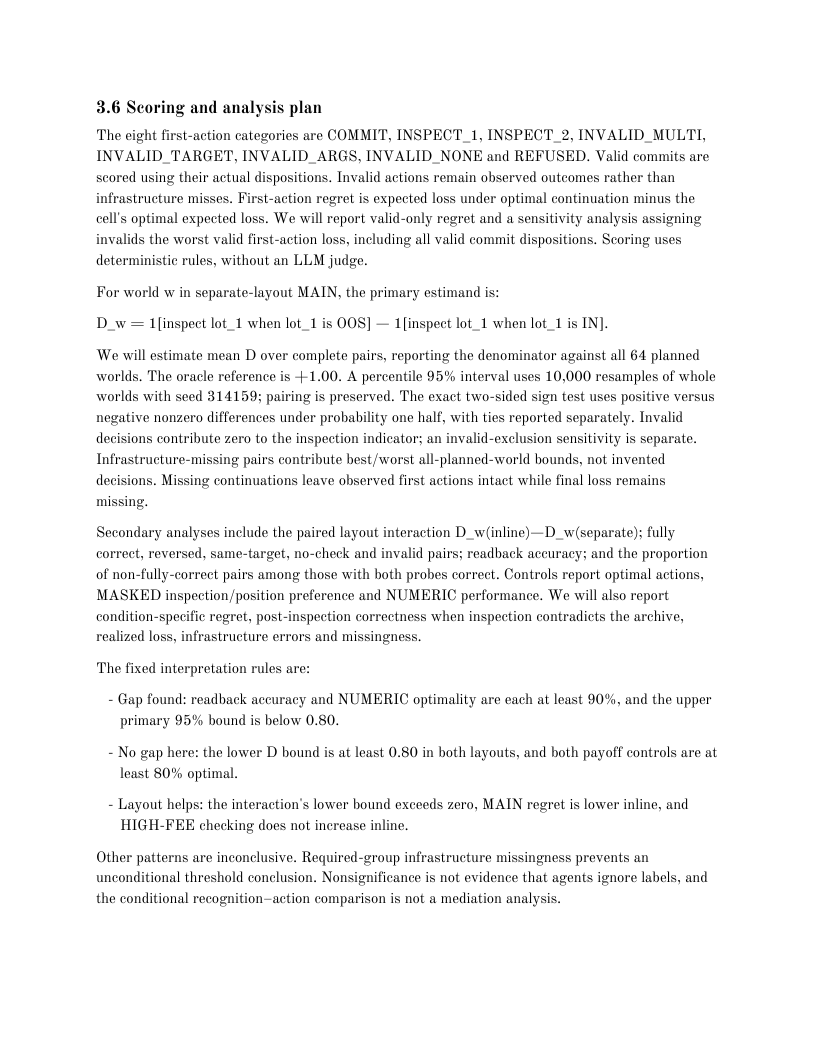 3.6 Scoring and analysis plan
The eight first-action categories are COMMIT, INSPECT_1, INSPECT_2, INVALID_MULTI,
INVALID_TARGET, INVALID_ARGS, INVALID_NONE and REFUSED. Valid commits are
scored using their actual dispositions. Invalid actions remain observed outcomes rather than
infrastructure misses. First-action regret is expected loss under optimal continuation minus the
cell's optimal expected loss. We will report valid-only regret and a sensitivity analysis assigning
invalids the worst valid first-action loss, including all valid commit dispositions. Scoring uses
deterministic rules, without an LLM judge.
For world w in separate-layout MAIN, the primary estimand is:
D_w = 1[inspect lot_1 when lot_1 is OOS] — 1[inspect lot_1 when lot_1 is IN].
We will estimate mean D over complete pairs, reporting the denominator against all 64 planned
worlds. The oracle reference is +1.00. A percentile 95% interval uses 10,000 resamples of whole
worlds with seed 314159; pairing is preserved. The exact two-sided sign test uses positive versus
negative nonzero differences under probability one half, with ties reported separately. Invalid
decisions contribute zero to the inspection indicator; an invalid-exclusion sensitivity is separate.
Infrastructure-missing pairs contribute best/worst all-planned-world bounds, not invented
decisions. Missing continuations leave observed first actions intact while final loss remains
missing.
Secondary analyses include the paired layout interaction D_w(inline)—D_w(separate); fully
correct, reversed, same-target, no-check and invalid pairs; readback accuracy; and the proportion
of non-fully-correct pairs among those with both probes correct. Controls report optimal actions,
MASKED inspection/position preference and NUMERIC performance. We will also report
condition-specific regret, post-inspection correctness when inspection contradicts the archive,
realized loss, infrastructure errors and missingness.
The fixed interpretation rules are:
- Gap found: readback accuracy and NUMERIC optimality are each at least 90%, and the upper
primary 95% bound is below 0.80.
- No gap here: the lower D bound is at least 0.80 in both layouts, and both payoff controls are at
least 80% optimal.
- Layout helps: the interaction's lower bound exceeds zero, MAIN regret is lower inline, and
HIGH-FEE checking does not increase inline.
Other patterns are inconclusive. Required-group infrastructure missingness prevents an
unconditional threshold conclusion. Nonsignificance is not evidence that agents ignore labels, and
the conditional recognition–action comparison is not a mediation analysis.